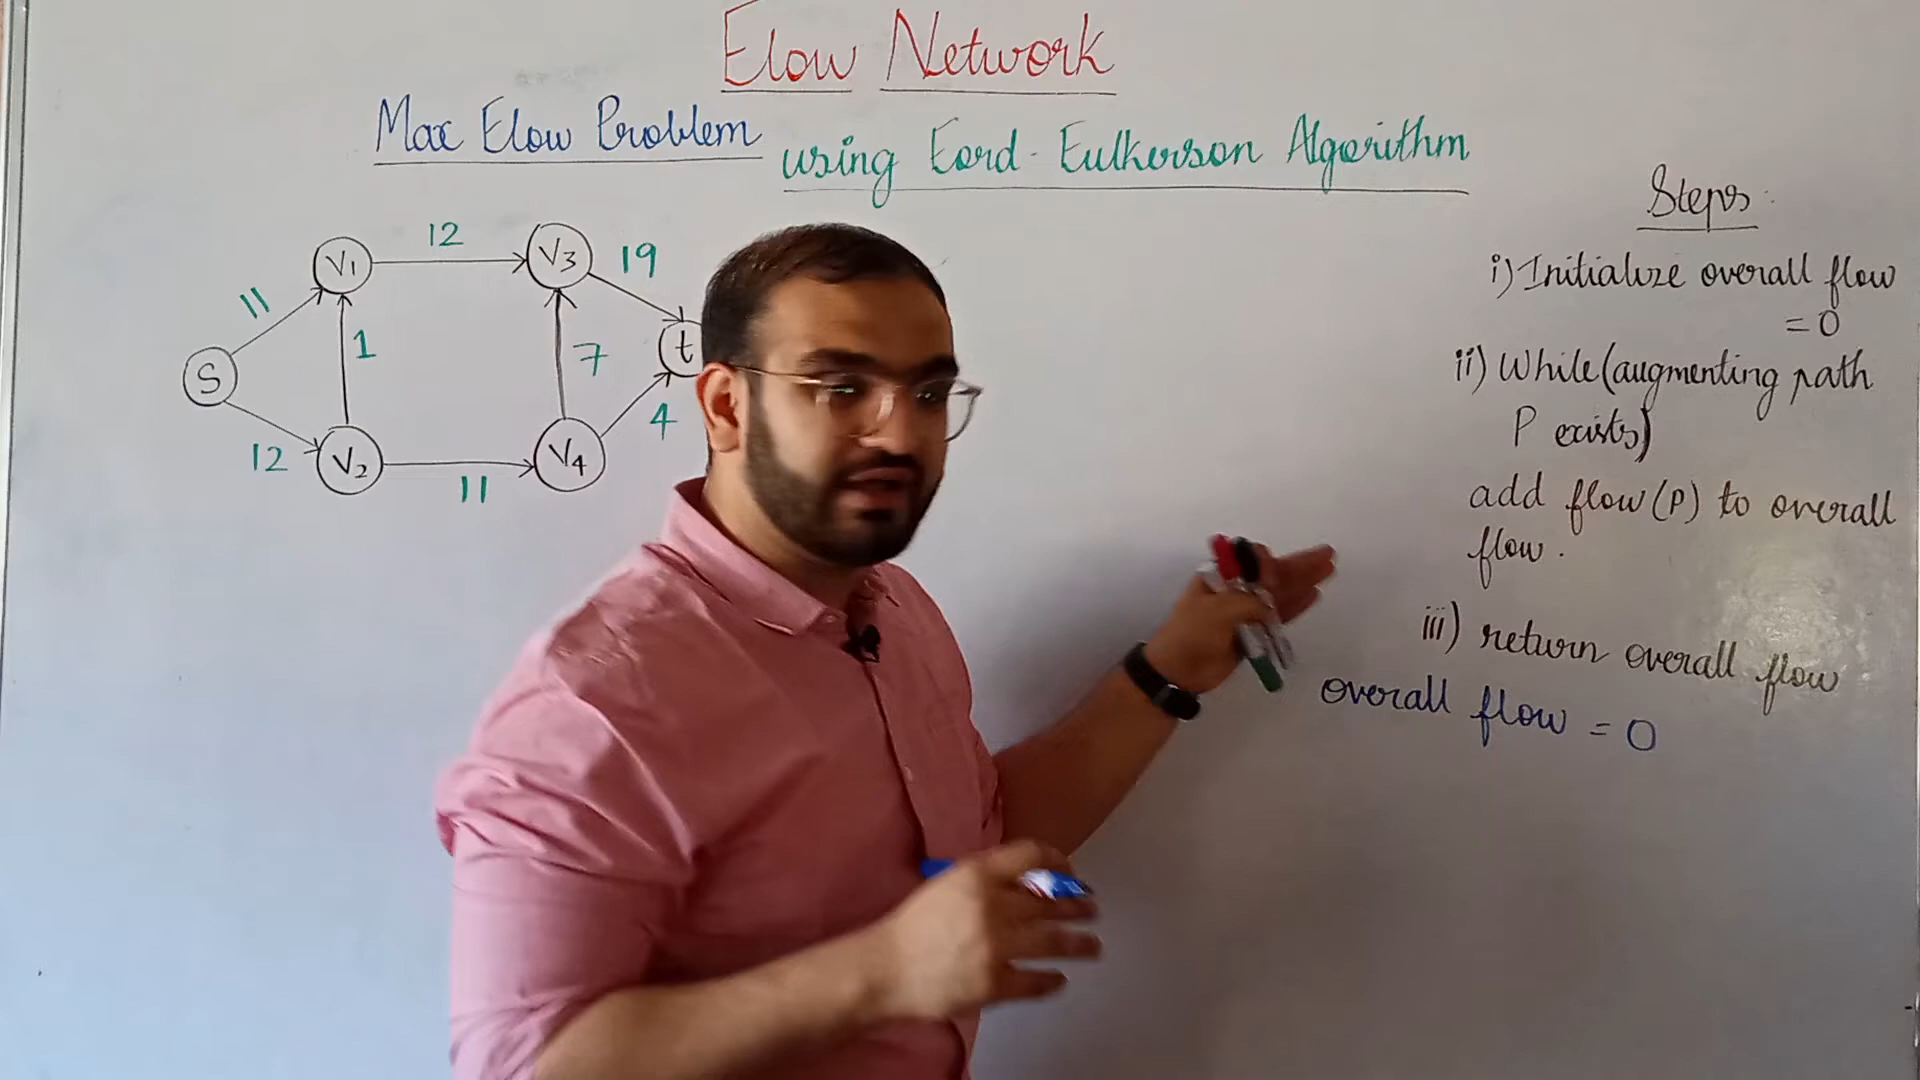 Flow Network
Max Flow Problem using Ford-Fulkerson Algorithm
Steps:
i) Initialize overall flow
= 0
ii) While (augmenting path
P exists)
add flow (P) to overall
flow.
iii) return overall flow
overall flow = 0
12
V1
V3
19
11
1
7
t
S
4
12
V2
V4
11